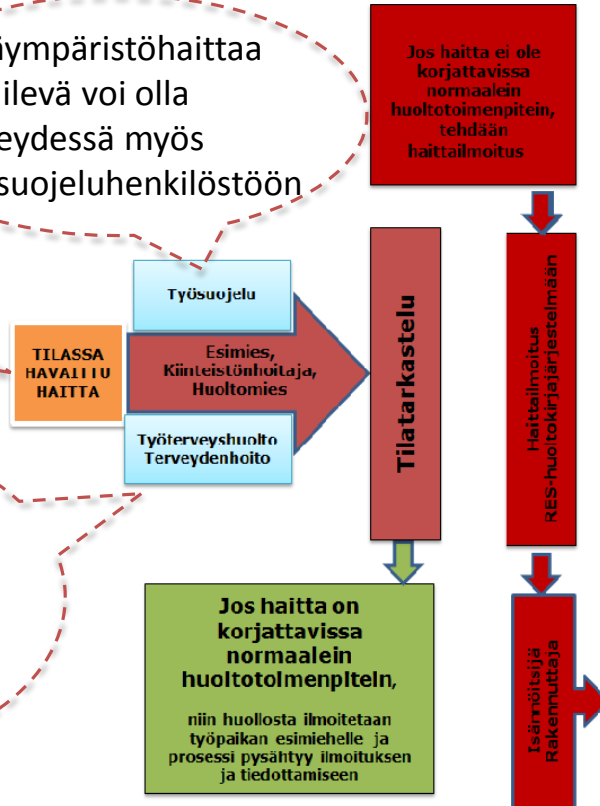 äympäristöhaittaa
ilevä voi olla
eydessä myös
suojeluhenkilöstöön
Jos haitta ei ole
korjattavissa
normaalein
huoltotoimenpitein,
tehdään
haittailmoitus
Työsuojelu
TILASSA
HAVAITTU
HAITTA
Esimies,
Kiinteistönhoitaja,
Huoltomies
Työterveyshuolto
Terveydenhoito
Tilatarkastelu
Haittailmoitus
RES-huoltokirjajärjestelmään
Jos haitta on
korjattavissa
normaalein
huoltotoimenpitein,
niin huollosta ilmoitetaan
työpaikan esimiehelle ja
prosessi pysähtyy ilmoituksen
ja tiedottamiseen
Isännöitsijä
Rakennuttaja